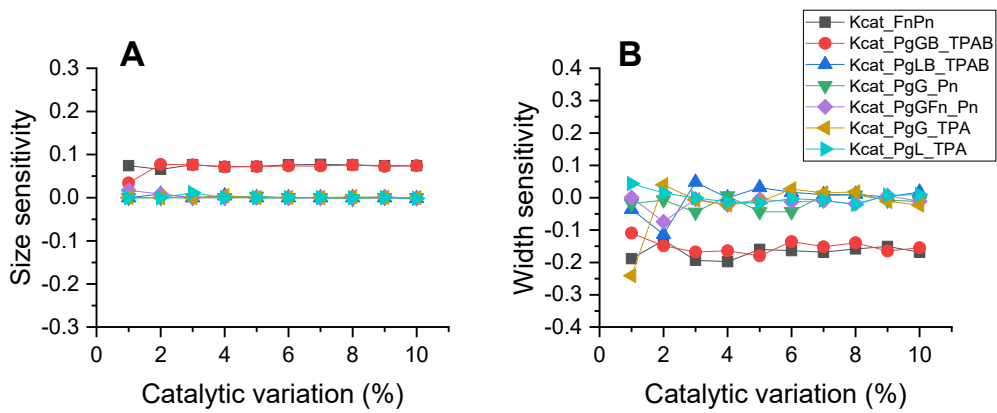 A
Size sensitivity
0.3
0.2
0.1
0.0
-0.1
-0.2
-0.3
0
2
4
6
8
10
Catalytic variation (%)
B
Width sensitivity
0.4
0.3
0.2
0.1
0.0
-0.1
-0.2
-0.3
-0.4
0
2
4
6
8
10
Catalytic variation (%)
Kcat_FnPn
Kcat_PgGB_TPAB
Kcat_PgLB_TPAB
Kcat_PgG_Pn
Kcat_PgGFn_Pn
Kcat_PgG_TPA
Kcat_PgL_TPA